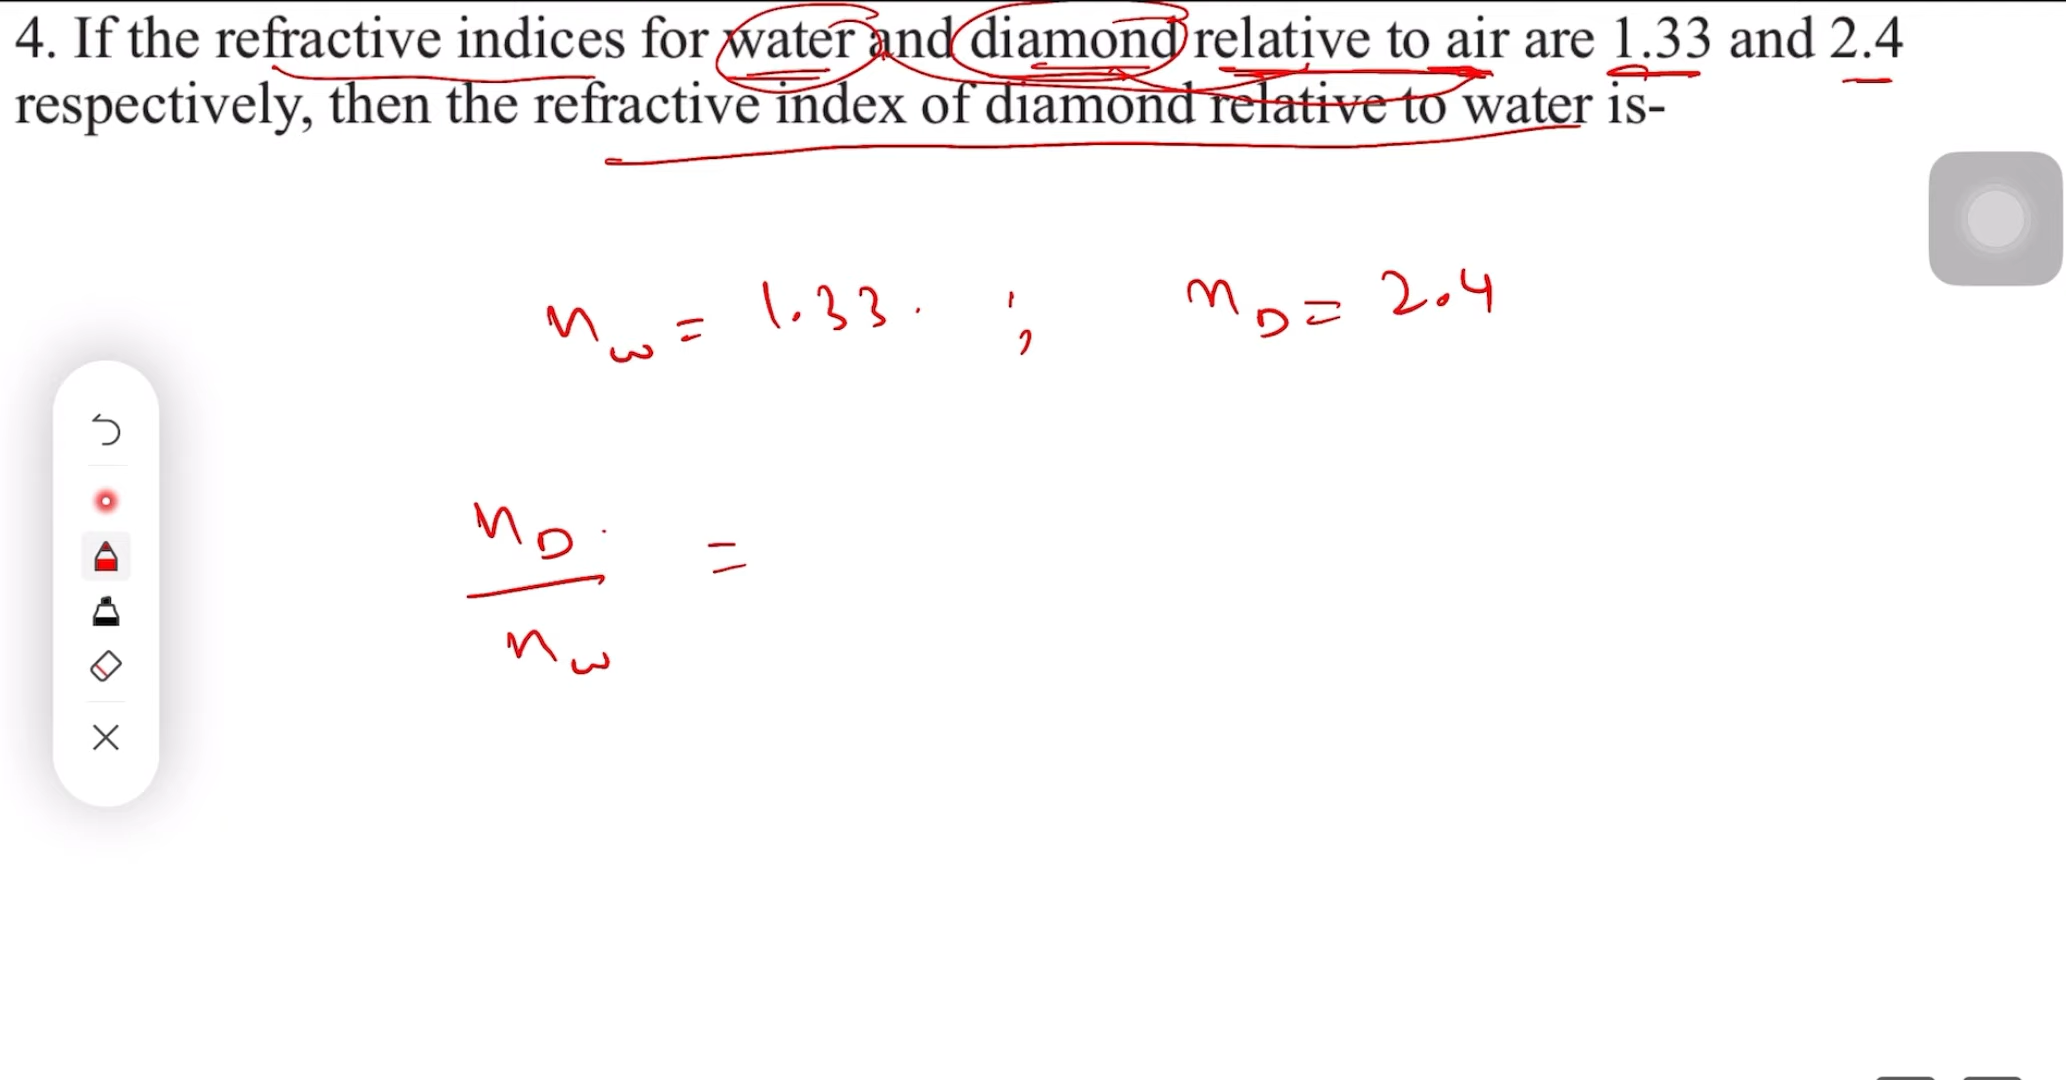 4. If the refractive indices for water and diamond relative to air are 1.33 and 2.4
respectively, then the refractive index of diamond relative to water is-
n_w = 1.33 . ; n_D = 2.4
n_D
n_w =